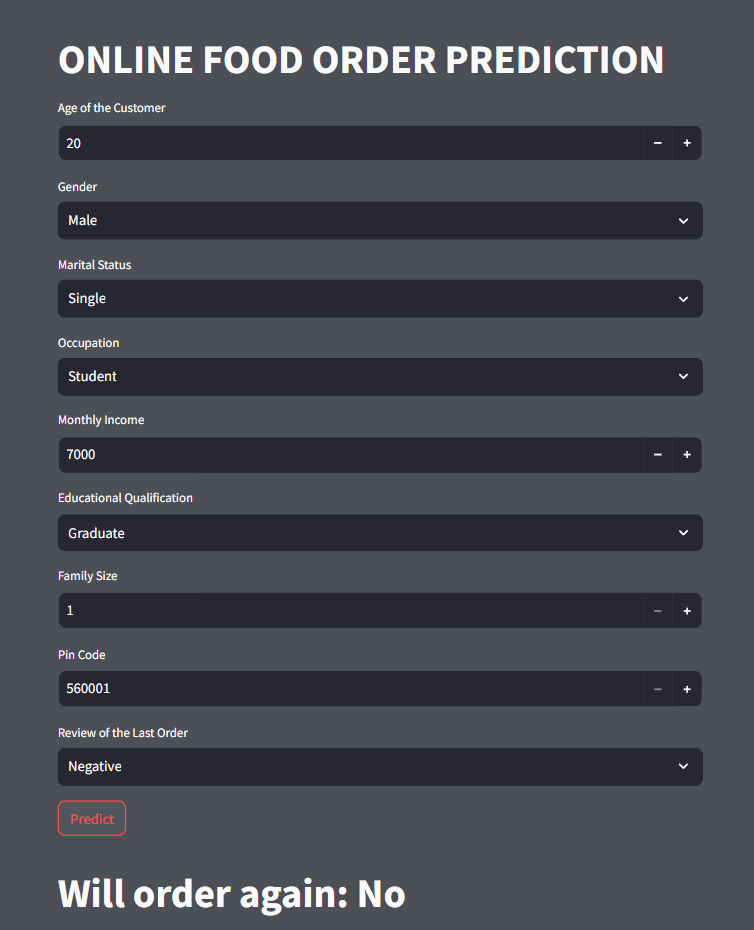 ONLINE FOOD ORDER PREDICTION
Age of the Customer
20
Gender
Male
Marital Status
Single
Occupation
Student
Monthly Income
7000
Educational Qualification
Graduate
Family Size
1
Pin Code
560001
Review of the Last Order
Negative
Predict
Will order again: No